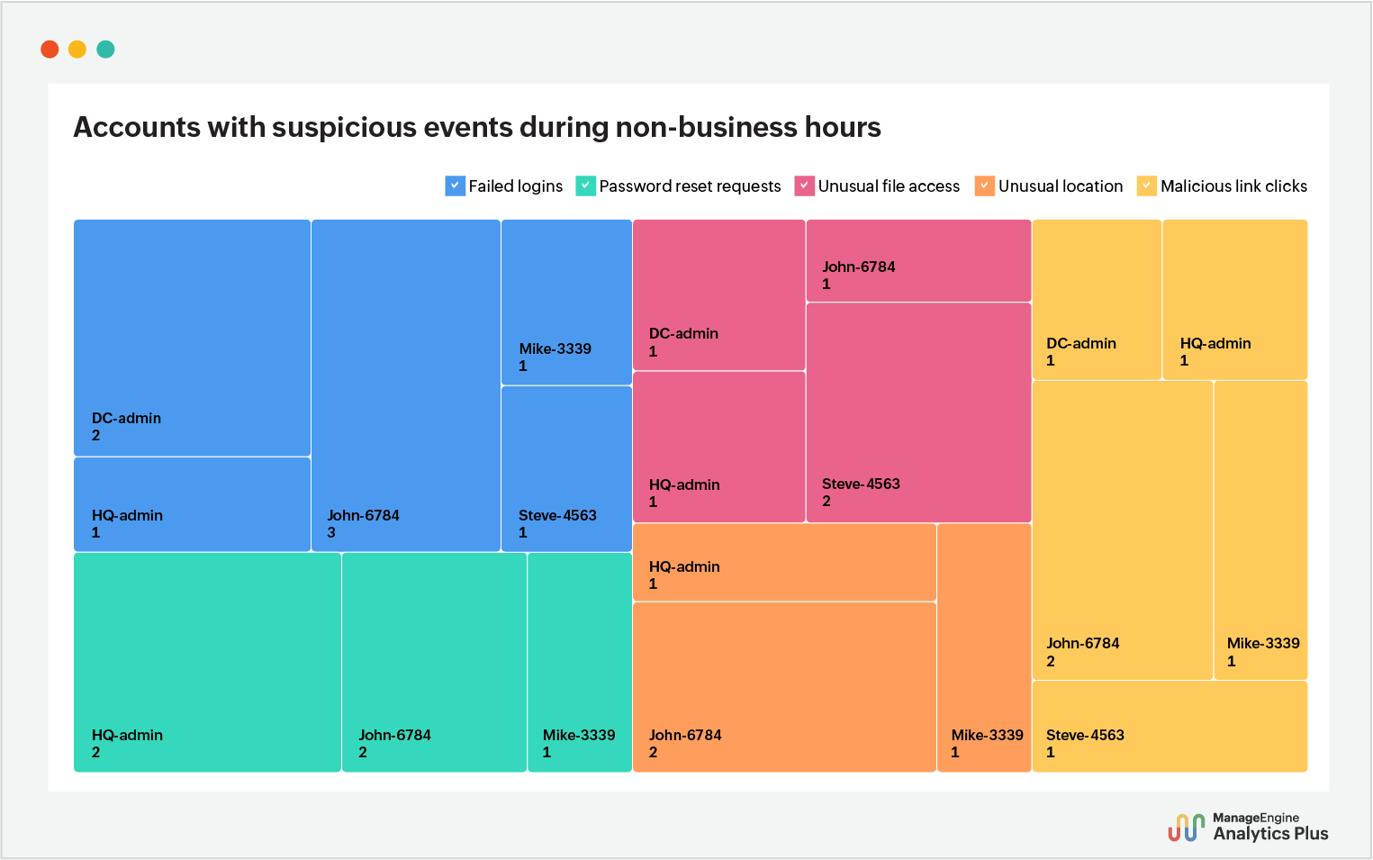 Accounts with suspicious events during non-business hours
Failed logins
Password reset requests
Unusual file access
Unusual location
Malicious link clicks
DC-admin
2
HQ-admin
1
John-6784
3
Mike-3339
1
Steve-4563
1
HQ-admin
2
John-6784
2
Mike-3339
1
DC-admin
1
HQ-admin
1
John-6784
1
Steve-4563
2
HQ-admin
1
John-6784
2
Mike-3339
1
DC-admin
1
HQ-admin
1
John-6784
2
Mike-3339
1
Steve-4563
1
ManageEngine
Analytics Plus